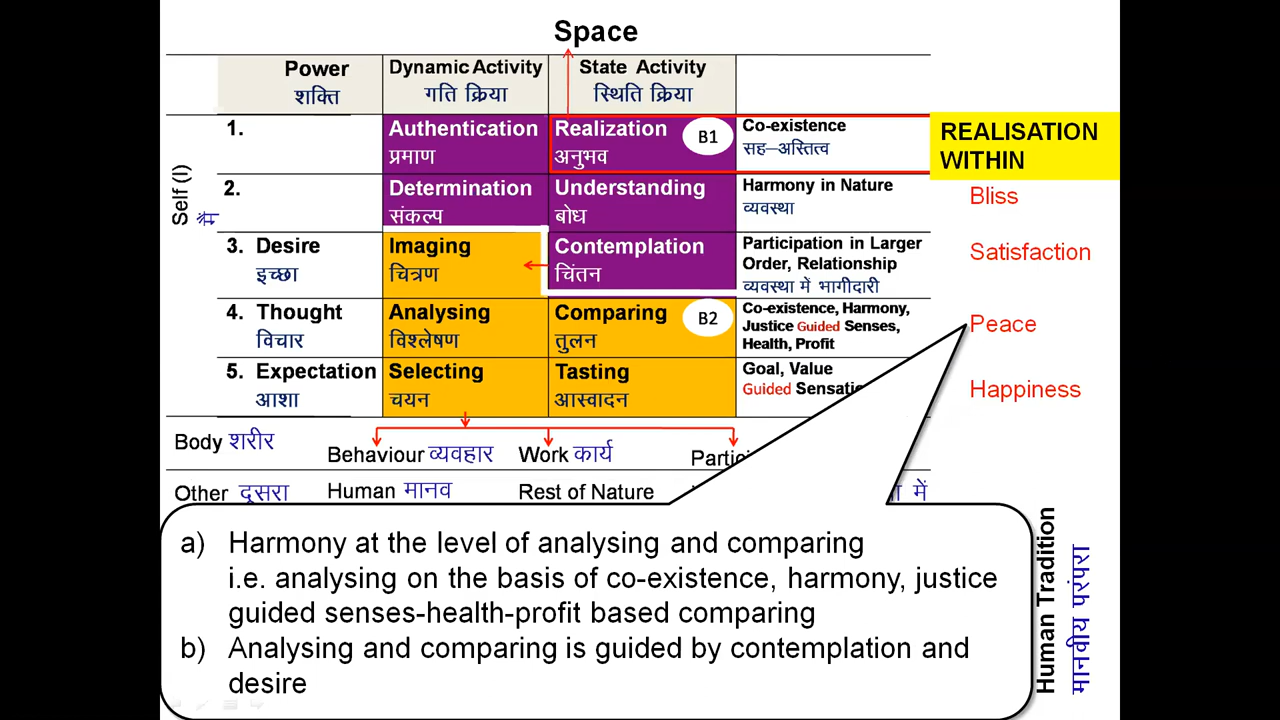 Space
Power
शक्ति
Dynamic Activity
गति क्रिया
State Activity
स्थिति क्रिया
Self (I)
मैं
1.
Authentication
प्रमाण
Realization
अनुभव
B1
Co-existence
सह–अस्तित्व
REALISATION
WITHIN
2.
Determination
संकल्प
Understanding
बोध
Harmony in Nature
व्यवस्था
Bliss
3. Desire
इच्छा
Imaging
चित्रण
Contemplation
चिंतन
Participation in Larger
Order, Relationship
व्यवस्था में भागीदारी
Satisfaction
4. Thought
विचार
Analysing
विश्लेषण
Comparing
तुलन
B2
Co-existence, Harmony,
Justice Guided Senses,
Health, Profit
Peace
5. Expectation
आशा
Selecting
चयन
Tasting
आस्वादन
Goal, Value
Guided
Happiness
Body शरीर
Behaviour व्यवहार
Work कार्य
Other दूसरा
Human मानव
Rest of Nature
में
a) Harmony at the level of analysing and comparing
i.e. analysing on the basis of co-existence, harmony, justice
guided senses-health-profit based comparing
b) Analysing and comparing is guided by contemplation and
desire
Human Tradition
मानवीय परंपरा